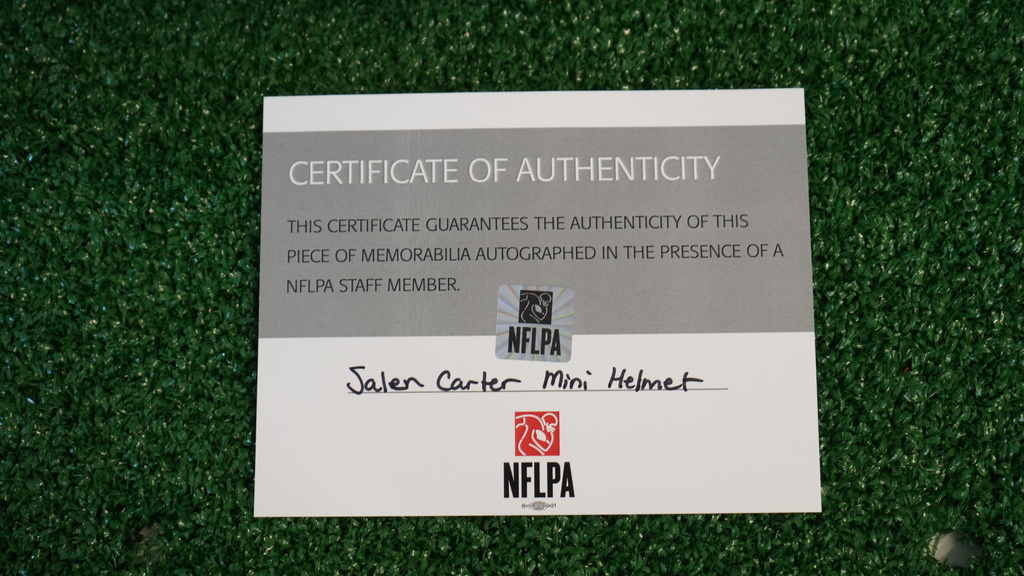 CERTIFICATE OF AUTHENTICITY
THIS CERTIFICATE GUARANTEES THE AUTHENTICITY OF THIS
PIECE OF MEMORABILIA AUTOGRAPHED IN THE PRESENCE OF A
NFLPA STAFF MEMBER.
NFLPA
Jalen Carter Mini Helmet
NFLPA